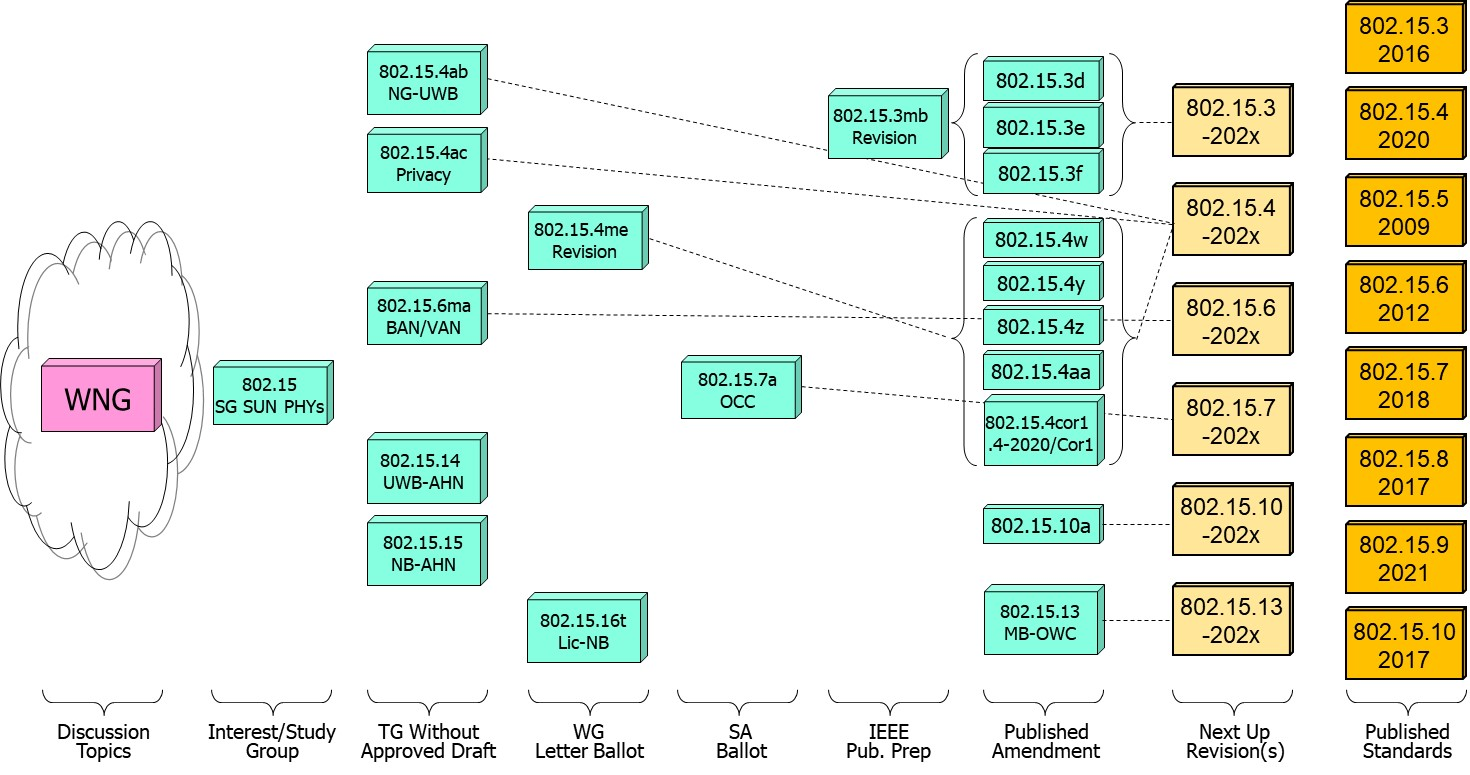 WNG
802.15
SG SUN PHYs
802.15.4ab
NG-UWB
802.15.4ac
Privacy
802.15.6ma
BAN/VAN
802.15.14
UWB-AHN
802.15.15
NB-AHN
802.15.4me
Revision
802.15.16t
Lic-NB
802.15.7a
OCC
802.15.3mb
Revision
802.15.3d
802.15.3e
802.15.3f
802.15.4w
802.15.4y
802.15.4z
802.15.4aa
802.15.4cor1
.4-2020/Cor1
802.15.10a
802.15.13
MB-OWC
802.15.3
-202x
802.15.4
-202x
802.15.6
-202x
802.15.7
-202x
802.15.10
-202x
802.15.13
-202x
802.15.3
2016
802.15.4
2020
802.15.5
2009
802.15.6
2012
802.15.7
2018
802.15.8
2017
802.15.9
2021
802.15.10
2017
Discussion
Topics
Interest/Study
Group
TG Without
Approved Draft
WG
Letter Ballot
SA
Ballot
IEEE
Pub. Prep
Published
Amendment
Next Up
Revision(s)
Published
Standards